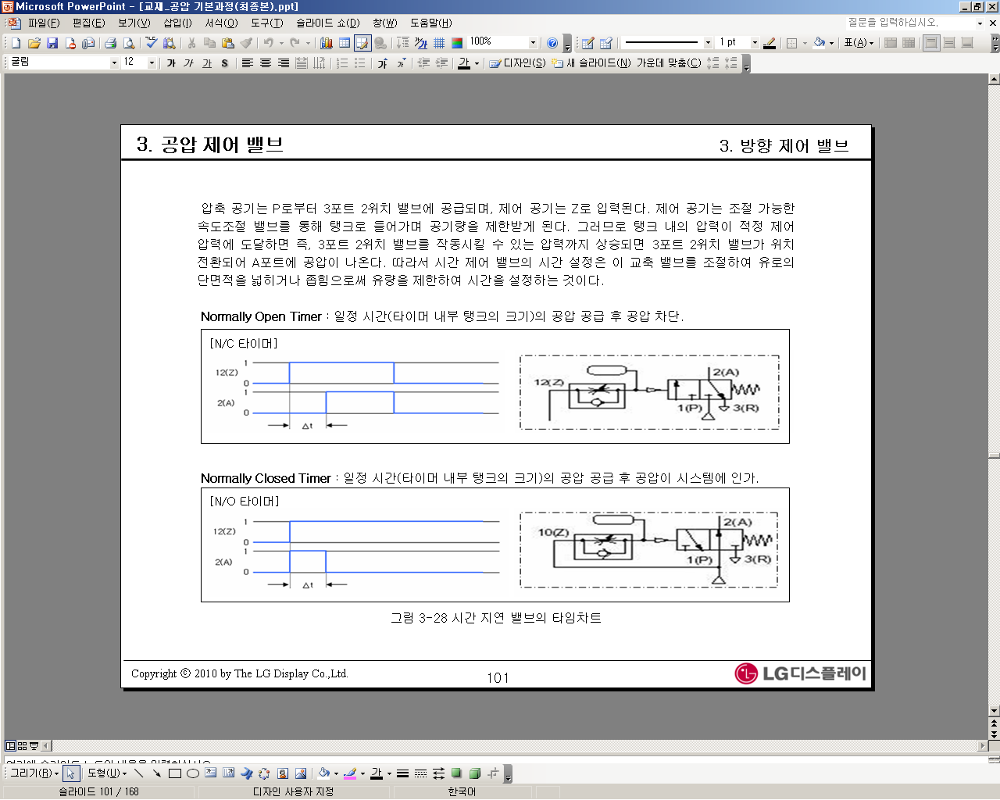 Microsoft PowerPoint - [교재_공압 기본과정(최종본).ppt]
파일(F) 편집(E) 보기(V) 삽입(I) 서식(O) 도구(T) 슬라이드 쇼(D) 창(W) 도움말(H) 질문을 입력하십시오.
100% 1 pt 표(A)
굴림 12 가 가 가 S 가 가 가 디자인(S) 새 슬라이드(N) 가운데 맞춤(C)
3. 공압 제어 밸브
3. 방향 제어 밸브
압축 공기는 P로부터 3포트 2위치 밸브에 공급되며, 제어 공기는 Z로 입력된다. 제어 공기는 조절 가능한
속도조절 밸브를 통해 탱크로 들어가며 공기량을 제한받게 된다. 그러므로 탱크 내의 압력이 적정 제어
압력에 도달하면 즉, 3포트 2위치 밸브를 작동시킬 수 있는 압력까지 상승되면 3포트 2위치 밸브가 위치
전환되어 A포트에 공압이 나온다. 따라서 시간 제어 밸브의 시간 설정은 이 교축 밸브를 조절하여 유로의
단면적을 넓히거나 좁힘으로써 유량을 제한하여 시간을 설정하는 것이다.
Normally Open Timer : 일정 시간(타이머 내부 탱크의 크기)의 공압 공급 후 공압 차단.
[N/C 타이머]
12(Z)
1
0
2(A)
1
0
Δt
12(Z)
2(A)
1(P)
3(R)
Normally Closed Timer : 일정 시간(타이머 내부 탱크의 크기)의 공압 공급 후 공압이 시스템에 인가.
[N/O 타이머]
12(Z)
1
0
2(A)
1
0
Δt
10(Z)
2(A)
1(P)
3(R)
그림 3-28 시간 지연 밸브의 타임차트
Copyright ⓒ 2010 by The LG Display Co.,Ltd.
101
LG디스플레이
그리기(R) 도형(U) 가
슬라이드 101 / 168 디자인 사용자 지정 한국어